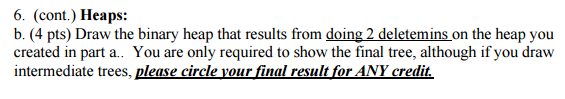 6. (cont.) Heaps:
b. (4 pts) Draw the binary heap that results from doing 2 deletemins on the heap you
created in part a.. You are only required to show the final tree, although if you draw
intermediate trees, please circle your final result for ANY credit.